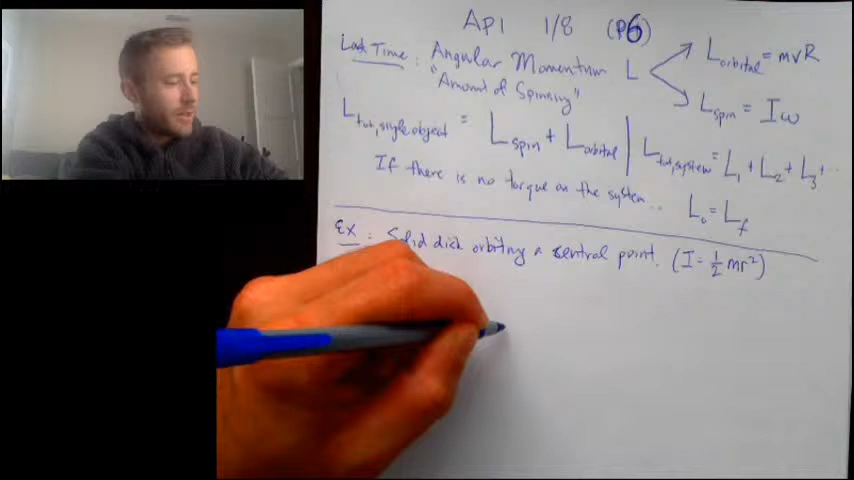 AP1 1/8 (P6)
Last Time: Angular Momentum L
"Amount of Spinning"
L orbital = mvR
L spin = Iω
L tot, single object = L spin + L orbital | L tot, system = L1 + L2 + L3 + ..
If there is no torque on the system.. L₀ = Lf
Ex: Solid disk orbiting a central point. (I = 1/2 mr²)